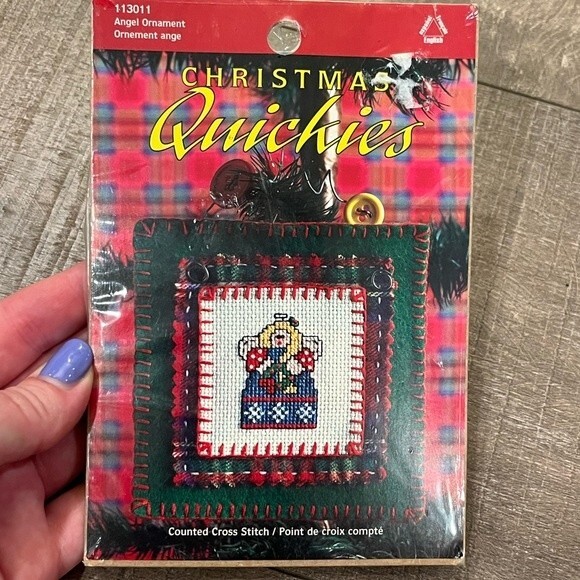 113011
Angel Ornament
Ornement ange
English
CHRISTMAS
Quickies
Counted Cross Stitch / Point de croix compté